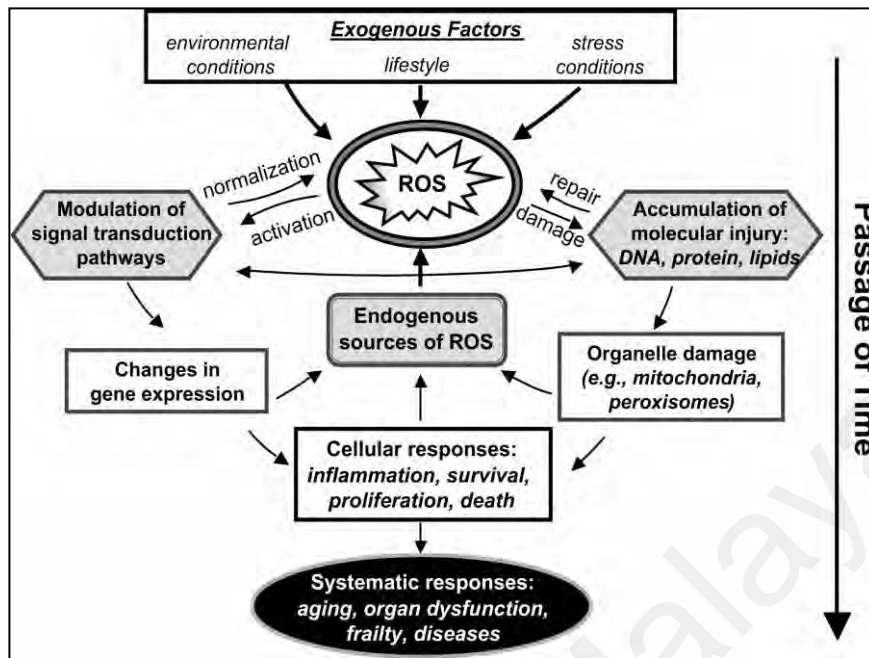 Exogenous Factors
environmental
conditions
lifestyle
stress
conditions
ROS
normalization
activation
repair
damage
Modulation of
signal transduction
pathways
Accumulation of
molecular injury:
DNA, protein, lipids
Endogenous
sources of ROS
Changes in
gene expression
Organelle damage
(e.g., mitochondria,
peroxisomes)
Cellular responses:
inflammation, survival,
proliferation, death
Systematic responses:
aging, organ dysfunction,
frailty, diseases
Passage of Time
Malaya